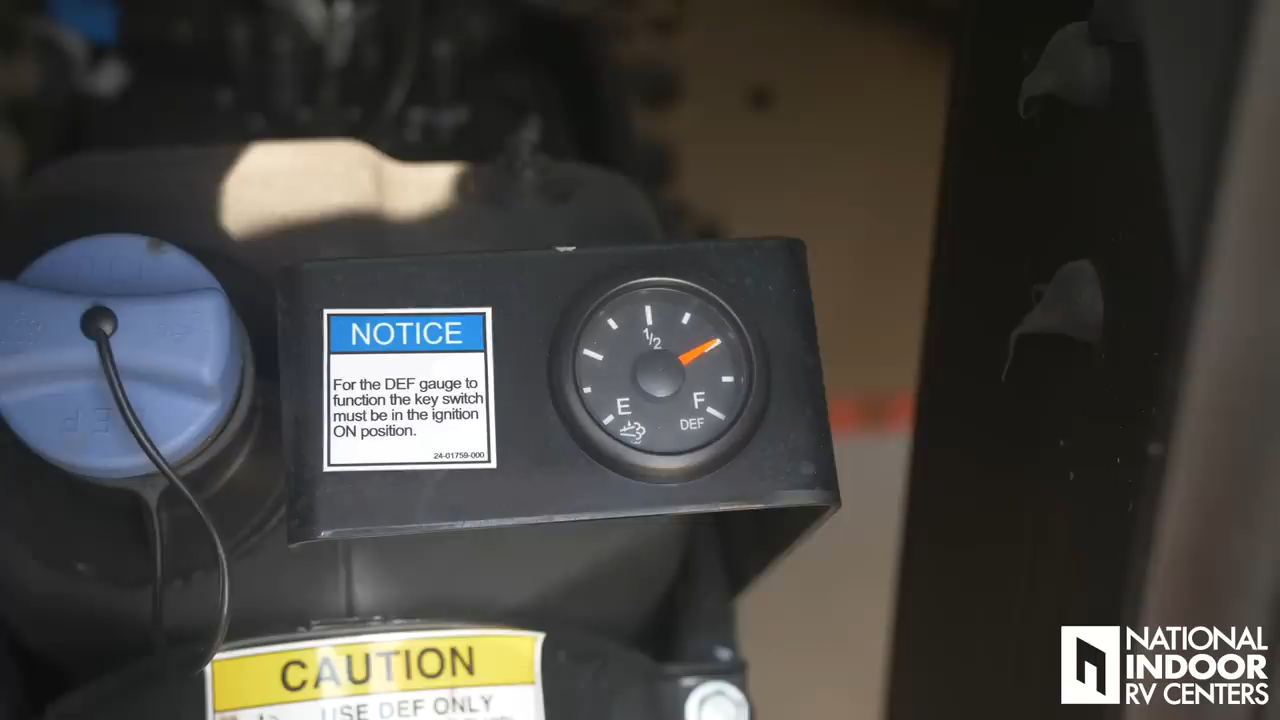 NOTICE
For the DEF gauge to
function the key switch
must be in the ignition
ON position.
24-01759-000
1/2
E
F
DEF
DEF
CAUTION
USE DEF ONLY
NATIONAL
INDOOR
RV CENTERS